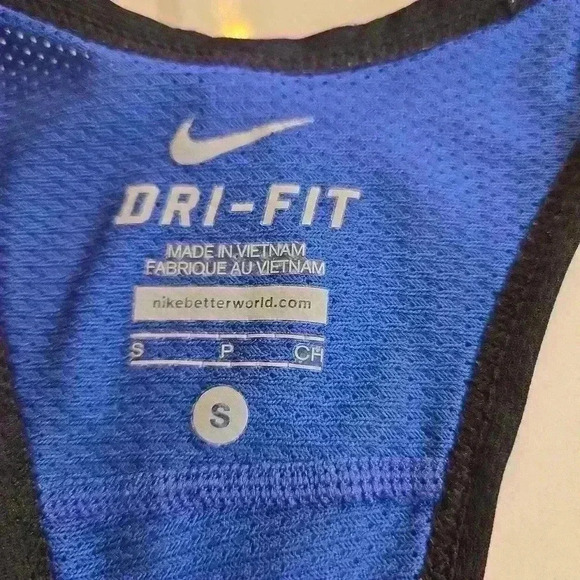 DRI-FIT
MADE IN VIETNAM
FABRIQUE AU VIETNAM
nikebetterworld.com
S P CH
S